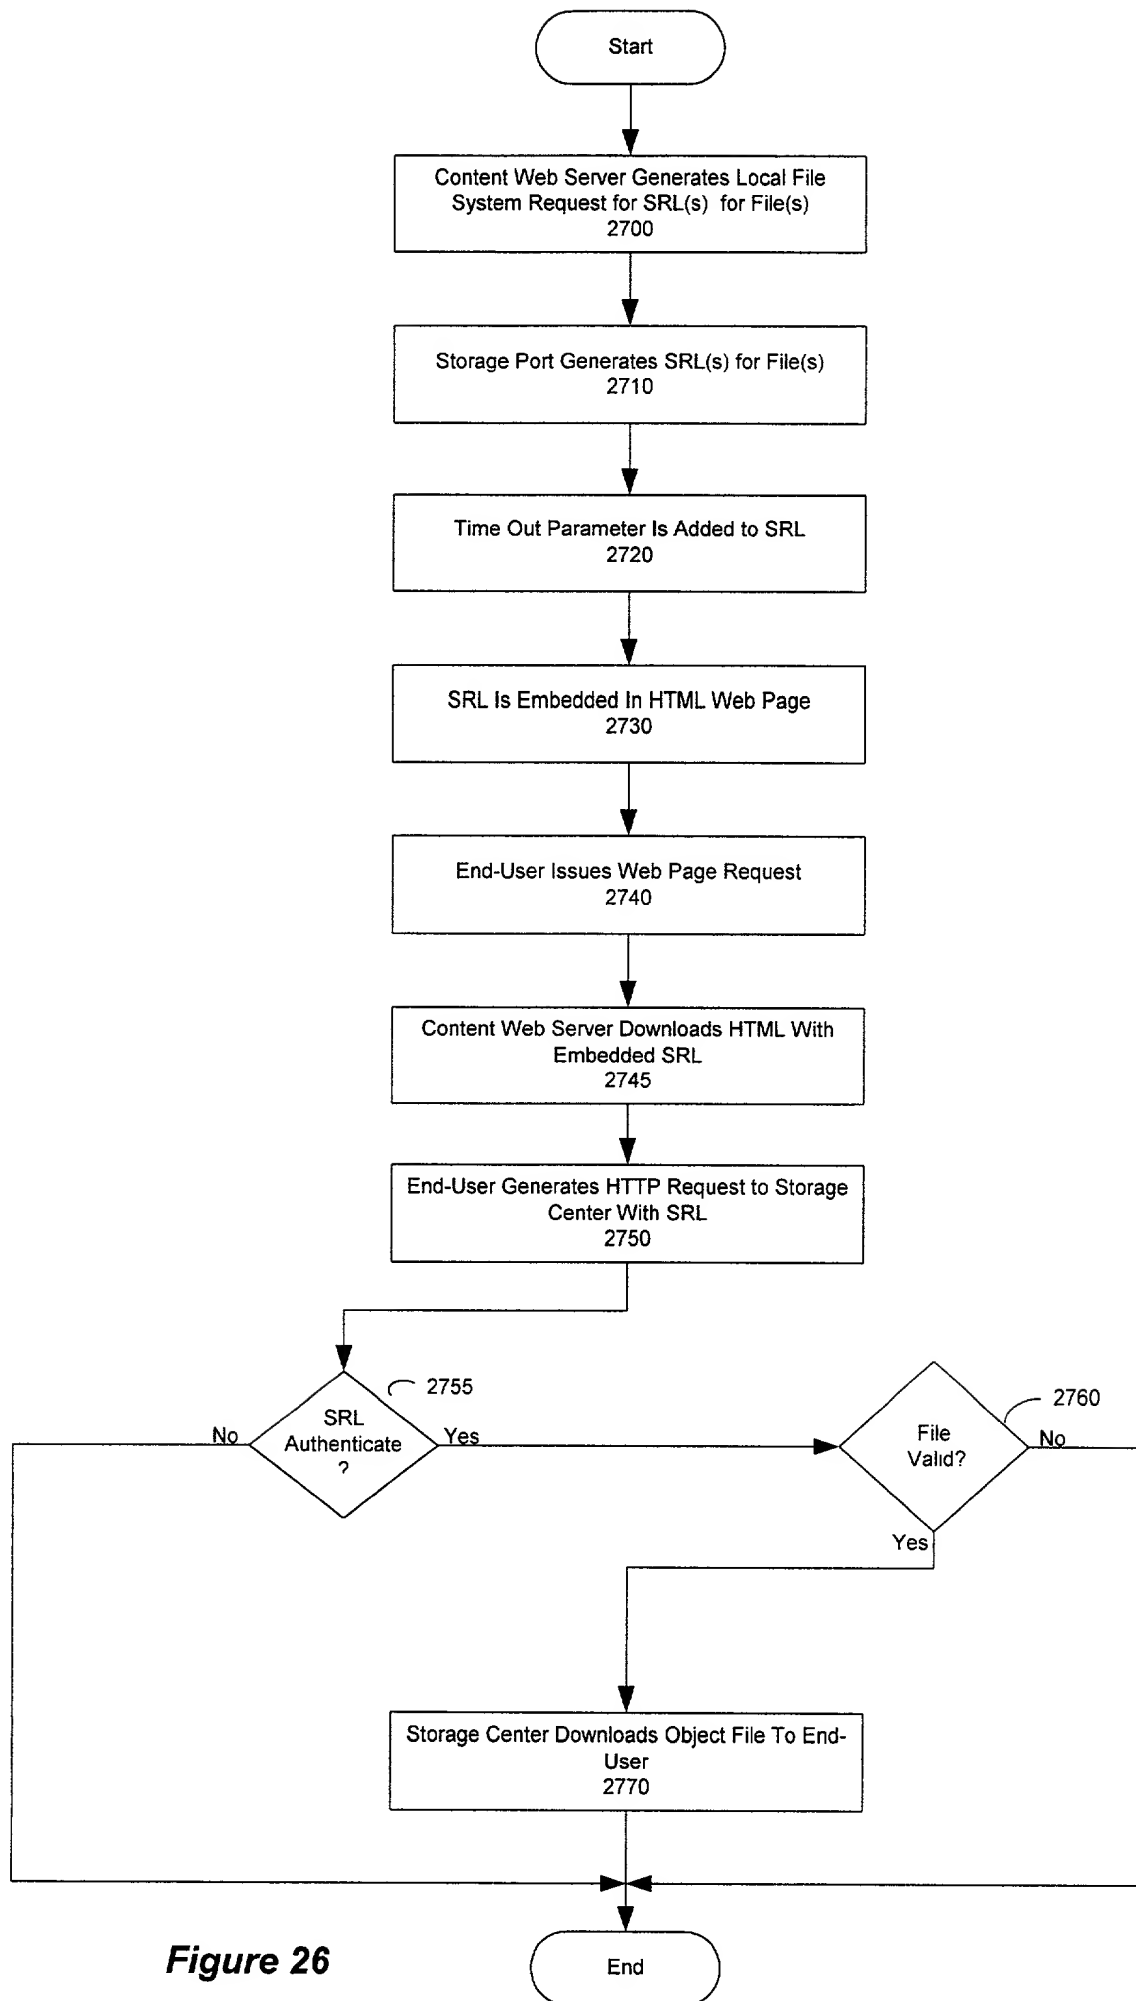 Start
Content Web Server Generates Local File
System Request for SRL(s) for File(s)
2700
Storage Port Generates SRL(s) for File(s)
2710
Time Out Parameter Is Added to SRL
2720
SRL Is Embedded In HTML Web Page
2730
End-User Issues Web Page Request
2740
Content Web Server Downloads HTML With
Embedded SRL
2745
End-User Generates HTTP Request to Storage
Center With SRL
2750
2755
SRL
Authenticate
?
No
Yes
2760
File
Valid?
No
Yes
Storage Center Downloads Object File To End-
User
2770
End
Figure 26